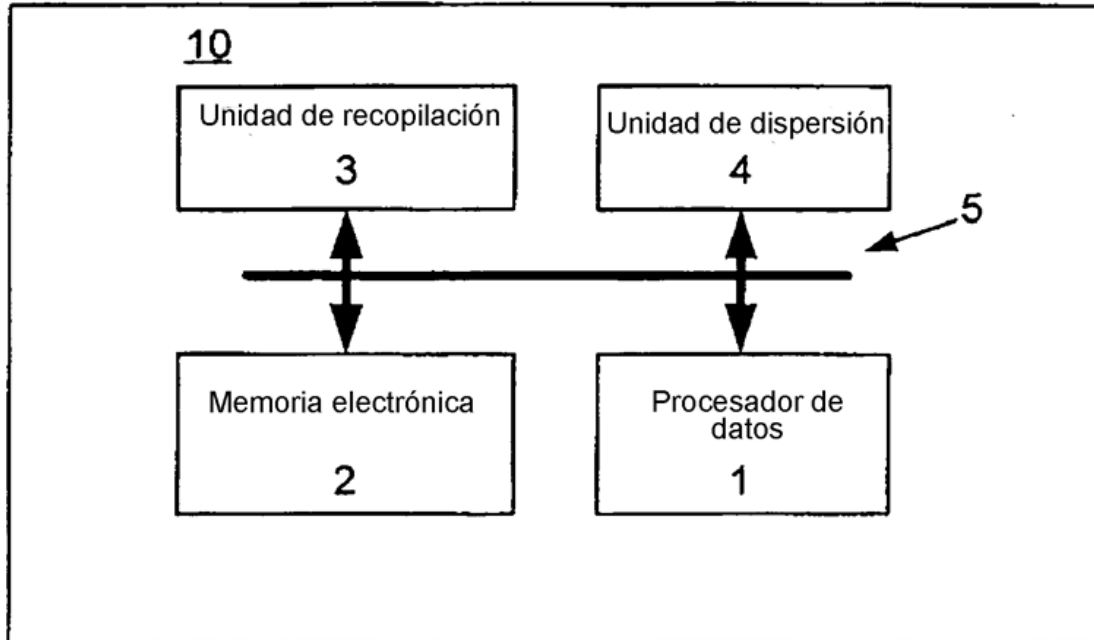 10
Unidad de recopilación
3
Unidad de dispersión
4
5
Memoria electrónica
2
Procesador de
datos
1